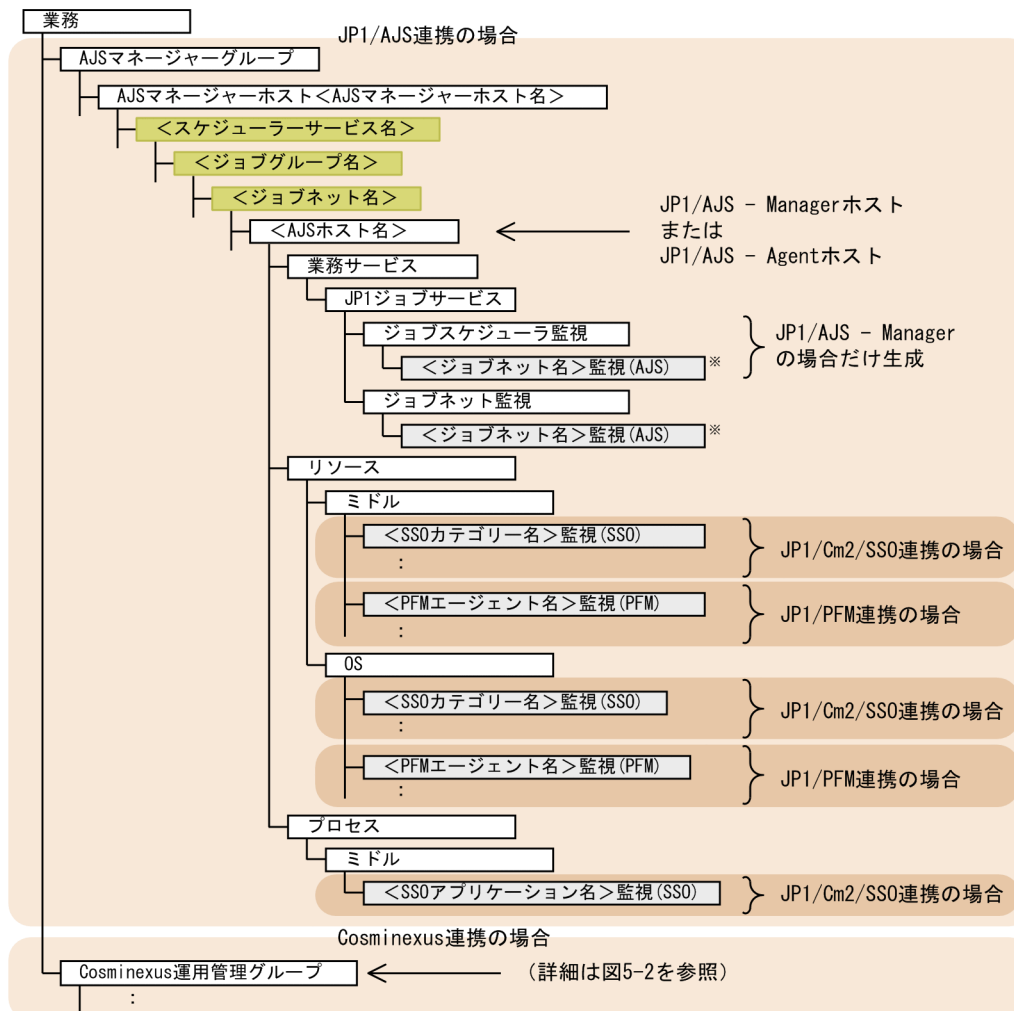 業務
JP1/AJS連携の場合
AJSマネージャーグループ
AJSマネージャーホスト<AJSマネージャーホスト名>
<スケジューラーサービス名>
<ジョブグループ名>
<ジョブネット名>
<AJSホスト名>
JP1/AJS - Managerホスト
または
JP1/AJS - Agentホスト
業務サービス
JP1ジョブサービス
ジョブスケジューラ監視
<ジョブネット名>監視(AJS) ※
JP1/AJS - Manager
の場合だけ生成
ジョブネット監視
<ジョブネット名>監視(AJS) ※
リソース
ミドル
<SSOカテゴリー名>監視(SSO)
:
JP1/Cm2/SSO連携の場合
<PFMエージェント名>監視(PFM)
:
JP1/PFM連携の場合
OS
<SSOカテゴリー名>監視(SSO)
:
JP1/Cm2/SSO連携の場合
<PFMエージェント名>監視(PFM)
:
JP1/PFM連携の場合
プロセス
ミドル
<SSOアプリケーション名>監視(SSO)
JP1/Cm2/SSO連携の場合
Cosminexus連携の場合
Cosminexus運用管理グループ
(詳細は図5-2を参照)
: